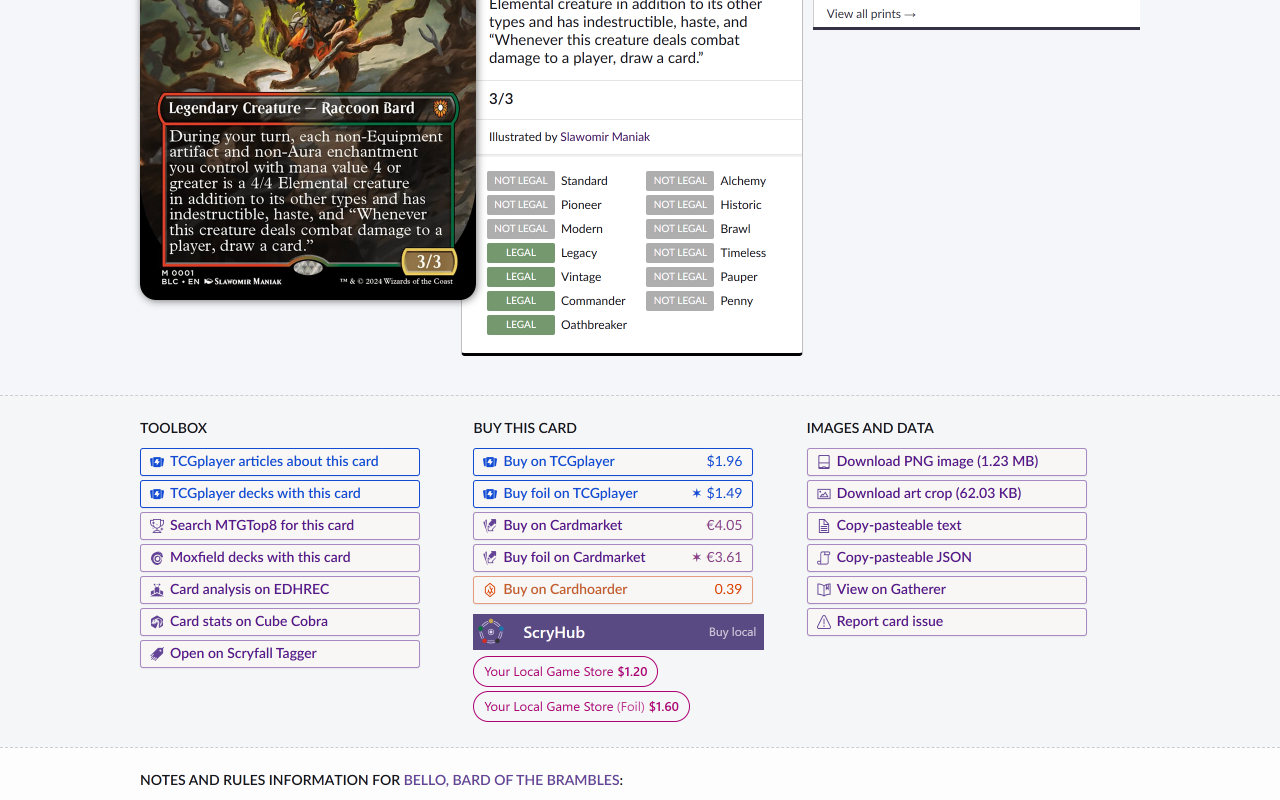 Elemental creature in addition to its other
types and has indestructible, haste, and
“Whenever this creature deals combat
damage to a player, draw a card.”
3/3
Illustrated by Slawomir Maniak
View all prints →
Legendary Creature — Raccoon Bard
During your turn, each non-Equipment
artifact and non-Aura enchantment
you control with mana value 4 or
greater is a 4/4 Elemental creature
in addition to its other types and has
indestructible, haste, and “Whenever
this creature deals combat damage to a
player, draw a card.”
3/3
M 0001
BLC • EN Slawomir Maniak
™ & © 2024 Wizards of the Coast
NOT LEGAL Standard NOT LEGAL Alchemy
NOT LEGAL Pioneer NOT LEGAL Historic
NOT LEGAL Modern NOT LEGAL Brawl
LEGAL Legacy NOT LEGAL Timeless
LEGAL Vintage NOT LEGAL Pauper
LEGAL Commander NOT LEGAL Penny
LEGAL Oathbreaker
TOOLBOX
TCGplayer articles about this card
TCGplayer decks with this card
Search MTGTop8 for this card
Moxfield decks with this card
Card analysis on EDHREC
Card stats on Cube Cobra
Open on Scryfall Tagger
BUY THIS CARD
Buy on TCGplayer $1.96
Buy foil on TCGplayer ✶ $1.49
Buy on Cardmarket €4.05
Buy foil on Cardmarket ✶ €3.61
Buy on Cardhoarder 0.39
ScryHub Buy local
Your Local Game Store $1.20
Your Local Game Store (Foil) $1.60
IMAGES AND DATA
Download PNG image (1.23 MB)
Download art crop (62.03 KB)
Copy-pasteable text
Copy-pasteable JSON
View on Gatherer
Report card issue
NOTES AND RULES INFORMATION FOR BELLO, BARD OF THE BRAMBLES: